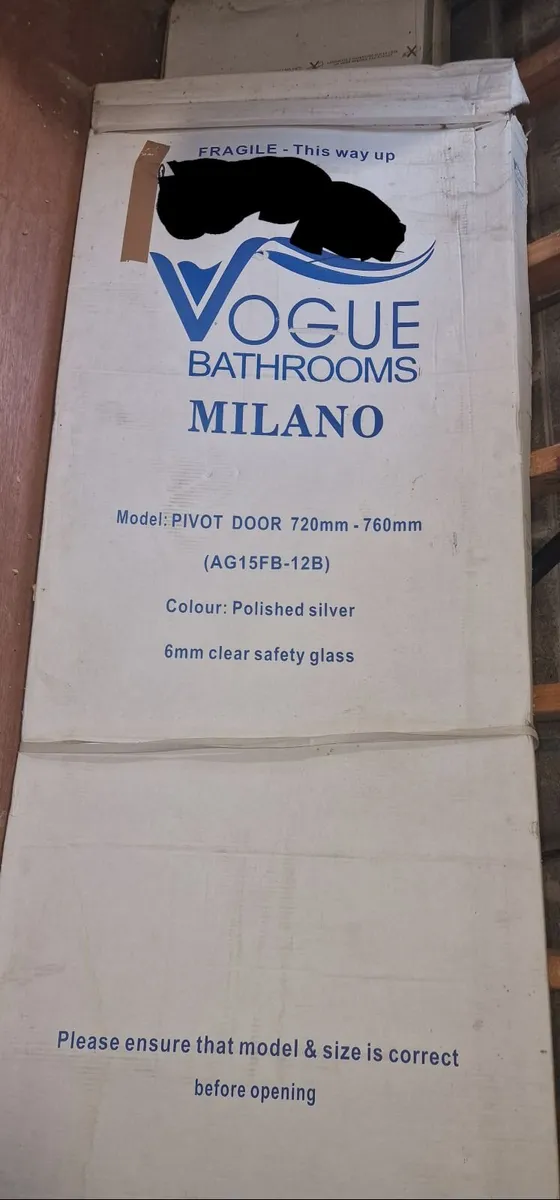 FRAGILE - This way up
VOGUE
BATHROOMS
MILANO
Model: PIVOT DOOR 720mm - 760mm
(AG15FB-12B)
Colour: Polished silver
6mm clear safety glass
Please ensure that model & size is correct
before opening